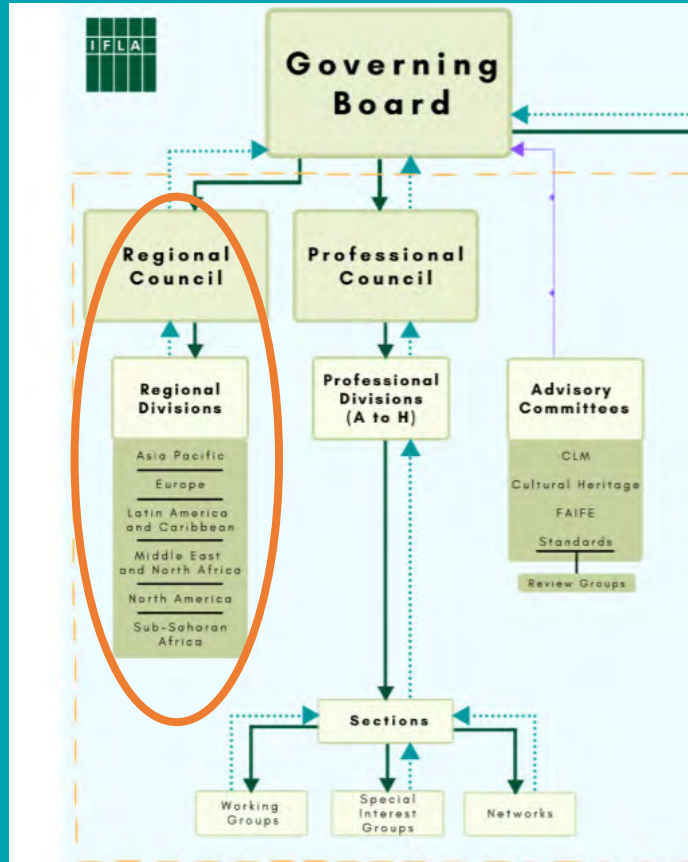 IFLA
Governing
Board
Regional
Council
Professional
Council
Regional
Divisions
Asia Pacific
Europe
Latin America
and Caribbean
Middle East
and North Africa
North America
Sub-Saharan
Africa
Professional
Divisions
(A to H)
Advisory
Committees
CLM
Cultural Heritage
FAIFE
Standards
Review Groups
Sections
Working
Groups
Special
Interest
Groups
Networks